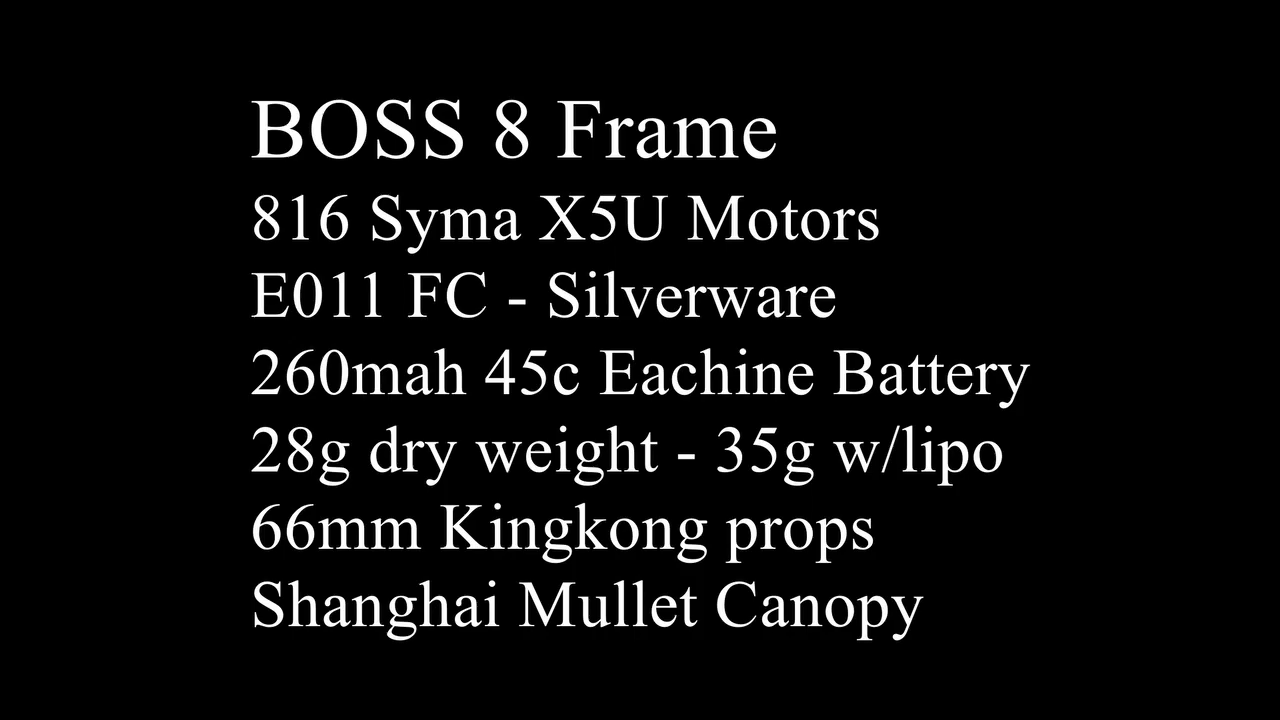 BOSS 8 Frame
816 Syma X5U Motors
E011 FC - Silverware
260mah 45c Eachine Battery
28g dry weight - 35g w/lipo
66mm Kingkong props
Shanghai Mullet Canopy